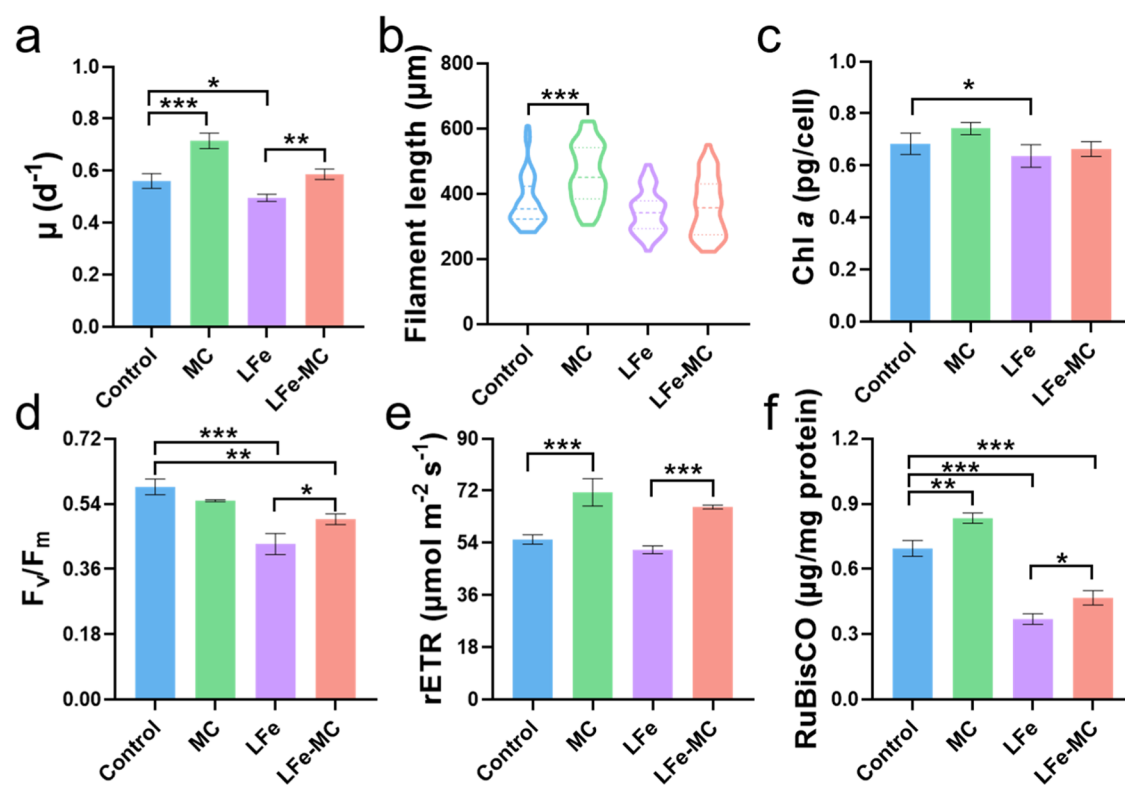 a
μ (d-1)
1.0
0.8
0.6
0.4
0.2
0.0
*
***
**
Control
MC
LFe
LFe-MC
b
Filament length (μm)
800
600
400
200
0
***
Control
MC
LFe
LFe-MC
c
Chl a (pg/cell)
1.0
0.8
0.6
0.4
0.2
0.0
*
Control
MC
LFe
LFe-MC
d
Fv/Fm
0.72
0.54
0.36
0.18
0.00
***
**
*
Control
MC
LFe
LFe-MC
e
rETR (μmol m-2 s-1)
90
72
54
36
18
0
***
***
Control
MC
LFe
LFe-MC
f
RuBisCO (μg/mg protein)
1.2
0.9
0.6
0.3
0.0
***
***
**
*
Control
MC
LFe
LFe-MC